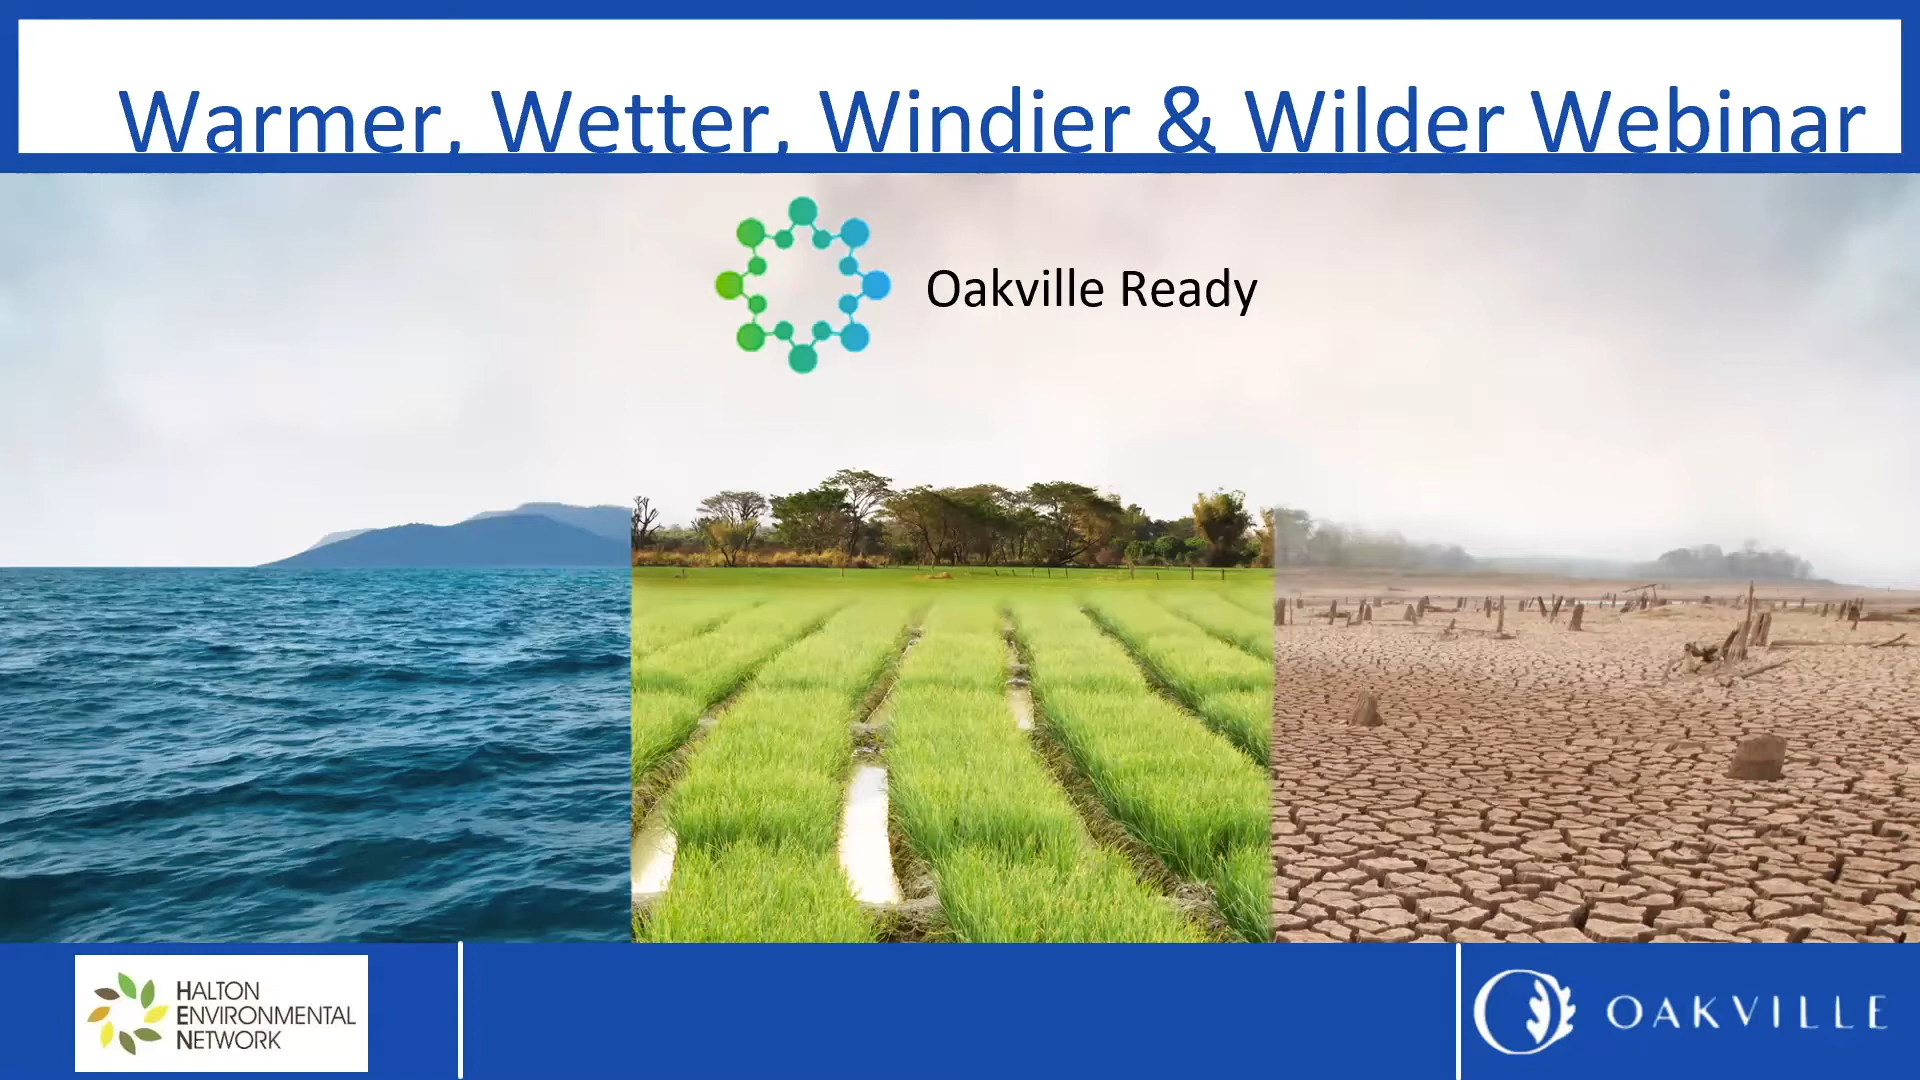 Warmer, Wetter, Windier & Wilder Webinar
Oakville Ready
HALTON
ENVIRONMENTAL
NETWORK
OAKVILLE